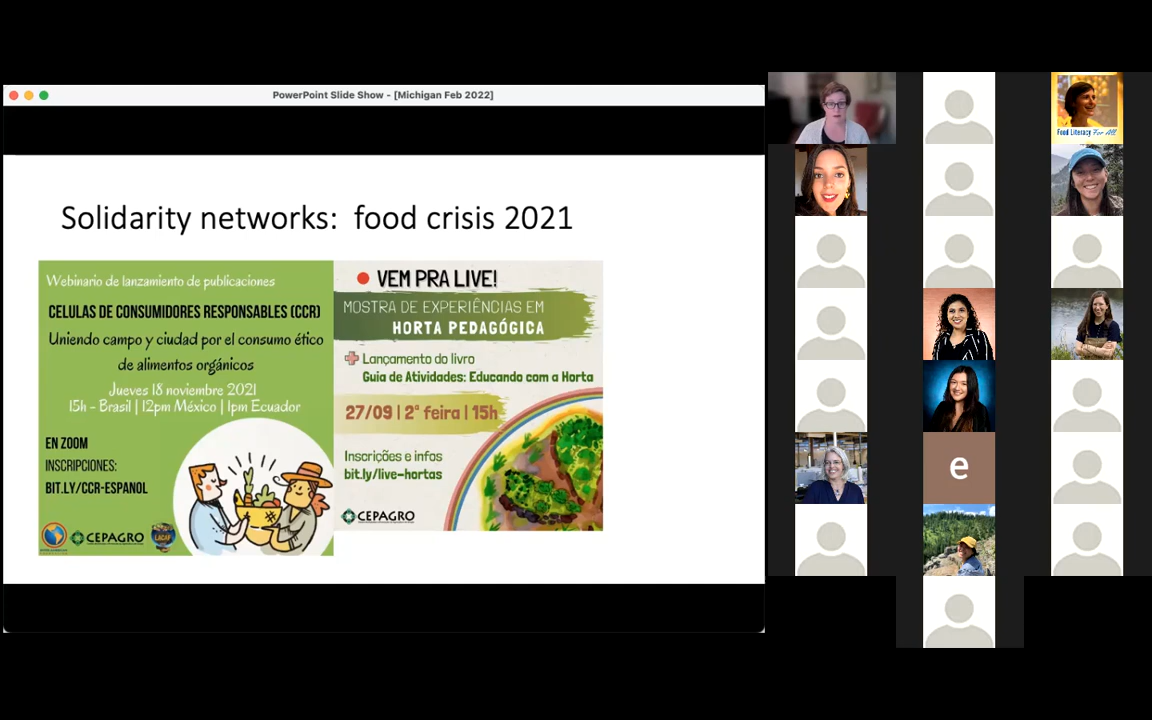 PowerPoint Slide Show - [Michigan Feb 2022]
Solidarity networks:  food crisis 2021
Webinario de lanzamiento de publicaciones
CELULAS DE CONSUMIDORES RESPONSABLES (CCR)
Uniendo campo y ciudad por el consumo ético
de alimentos orgánicos
Jueves 18 noviembre 2021
15h - Brasil | 12pm México | 1pm Ecuador
EN ZOOM
INSCRIPCIONES:
BIT.LY/CCR-ESPANOL
CEPAGRO
VEM PRA LIVE!
MOSTRA DE EXPERIÊNCIAS EM
HORTA PEDAGÓGICA
Lançamento do livro
Guia de Atividades: Educando com a Horta
27/09 | 2ª feira | 15h
Inscrições e infos
bit.ly/live-hortas
CEPAGRO
Food Literacy For All
e